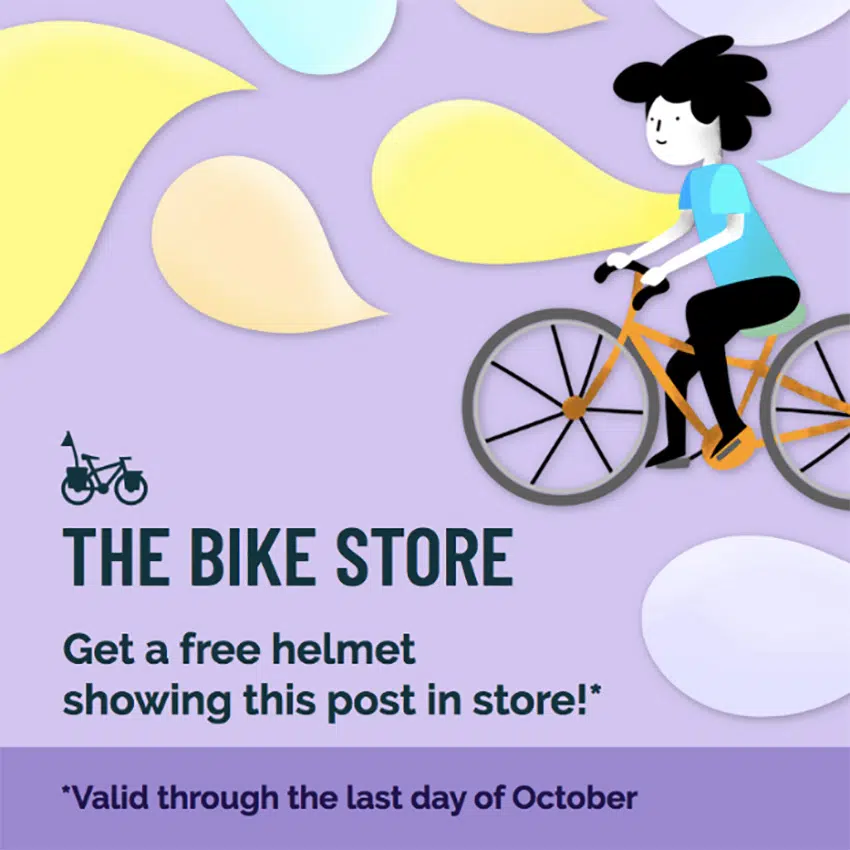 THE BIKE STORE
Get a free helmet
showing this post in store!*
*Valid through the last day of October